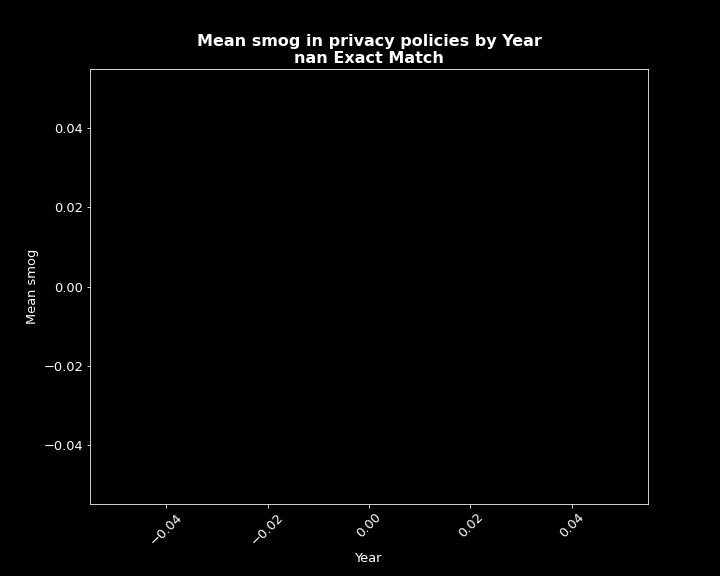 Mean smog in privacy policies by Year
nan Exact Match
0.04
0.02
0.00
−0.02
−0.04
Mean smog
−0.04
−0.02
0.00
0.02
0.04
Year